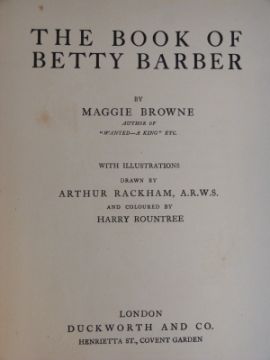 THE BOOK OF
BETTY BARBER
BY
MAGGIE BROWNE
AUTHOR OF
"WANTED—A KING" ETC.
WITH ILLUSTRATIONS
DRAWN BY
ARTHUR RACKHAM, A.R.W.S.
AND COLOURED BY
HARRY ROUNTREE
LONDON
DUCKWORTH AND CO.
HENRIETTA ST., COVENT GARDEN